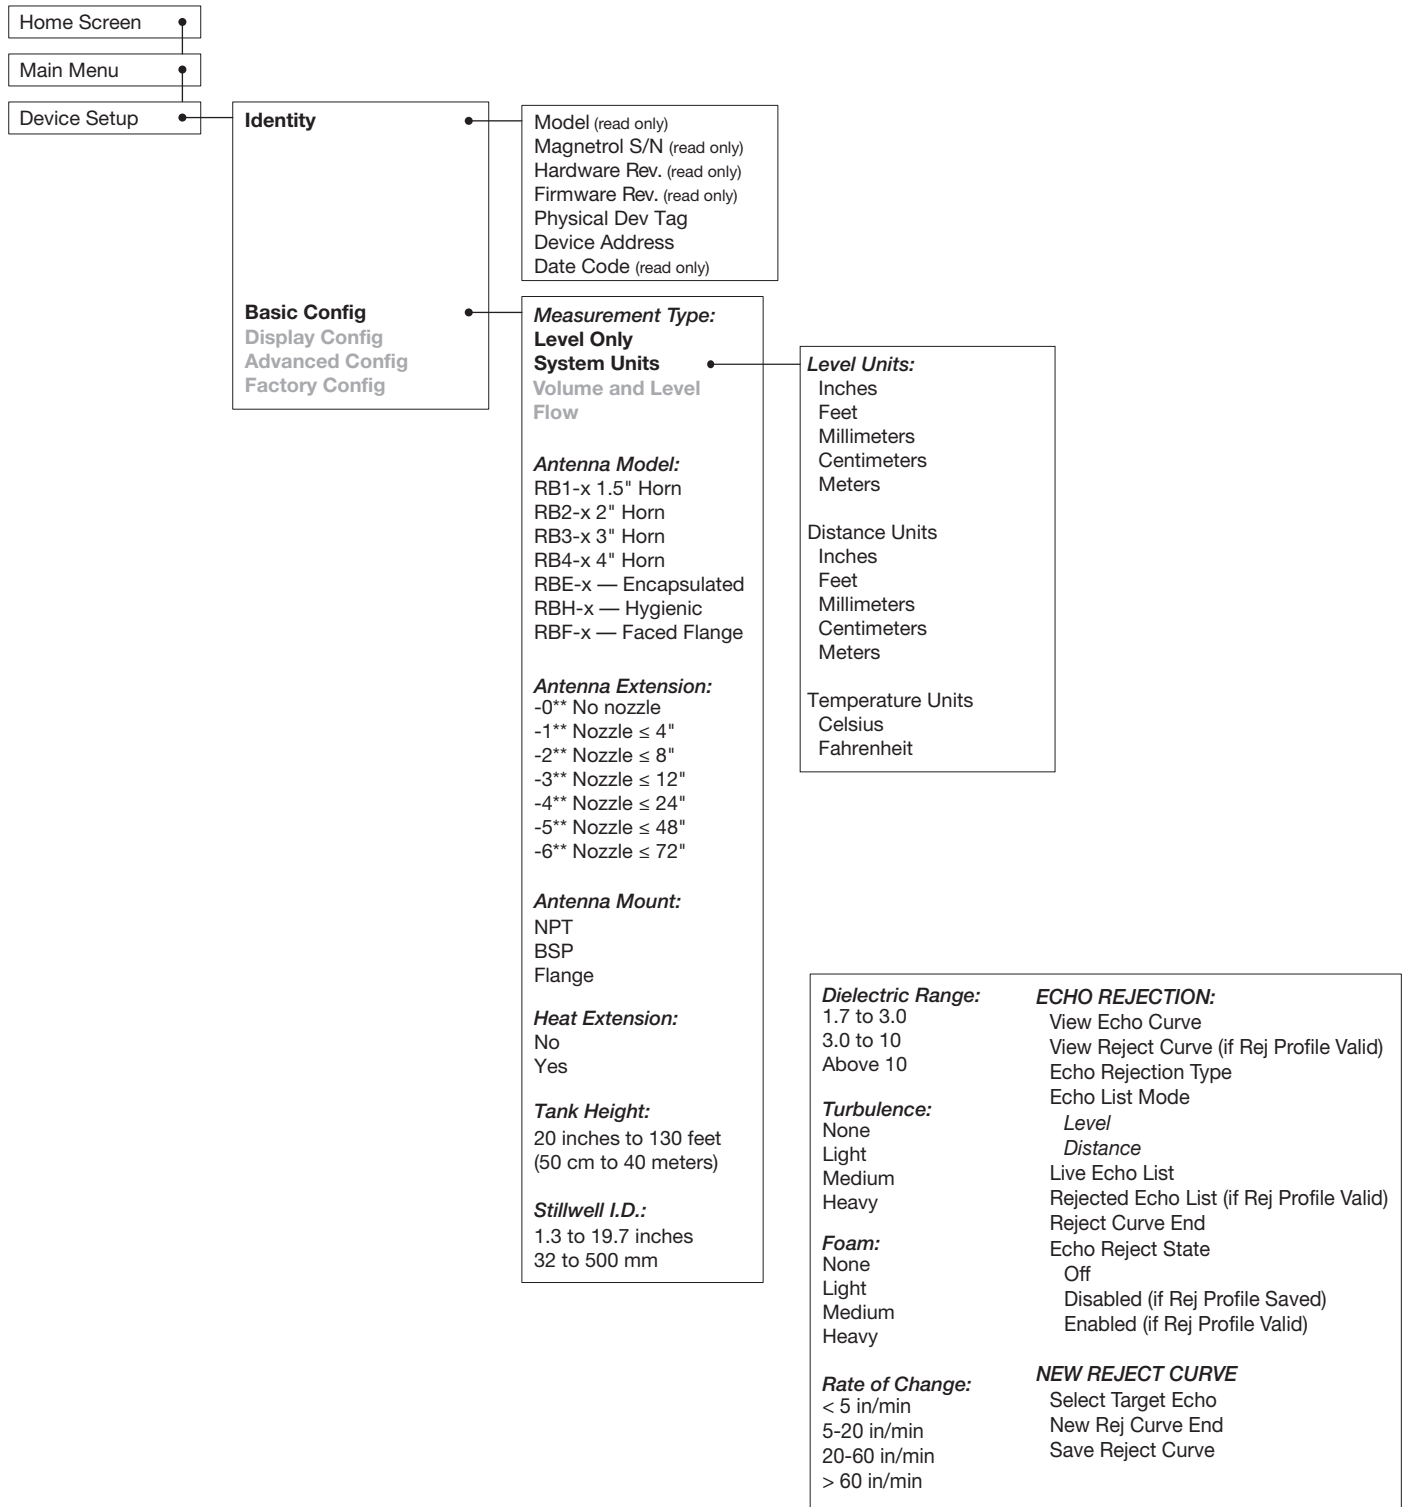 Home Screen
Main Menu
Device Setup
Identity
Model (read only)
Magnetrol S/N (read only)
Hardware Rev. (read only)
Firmware Rev. (read only)
Physical Dev Tag
Device Address
Date Code (read only)
Basic Config
Display Config
Advanced Config
Factory Config
Measurement Type:
Level Only
System Units
Volume and Level
Flow
Antenna Model:
RB1-x 1.5" Horn
RB2-x 2" Horn
RB3-x 3" Horn
RB4-x 4" Horn
RBE-x — Encapsulated
RBH-x — Hygienic
RBF-x — Faced Flange
Antenna Extension:
-0** No nozzle
-1** Nozzle ≤ 4"
-2** Nozzle ≤ 8"
-3** Nozzle ≤ 12"
-4** Nozzle ≤ 24"
-5** Nozzle ≤ 48"
-6** Nozzle ≤ 72"
Antenna Mount:
NPT
BSP
Flange
Heat Extension:
No
Yes
Tank Height:
20 inches to 130 feet
(50 cm to 40 meters)
Stillwell I.D.:
1.3 to 19.7 inches
32 to 500 mm
Level Units:
Inches
Feet
Millimeters
Centimeters
Meters
Distance Units
Inches
Feet
Millimeters
Centimeters
Meters
Temperature Units
Celsius
Fahrenheit
Dielectric Range:
1.7 to 3.0
3.0 to 10
Above 10
Turbulence:
None
Light
Medium
Heavy
Foam:
None
Light
Medium
Heavy
Rate of Change:
< 5 in/min
5-20 in/min
20-60 in/min
> 60 in/min
ECHO REJECTION:
View Echo Curve
View Reject Curve (if Rej Profile Valid)
Echo Rejection Type
Echo List Mode
Level
Distance
Live Echo List
Rejected Echo List (if Rej Profile Valid)
Reject Curve End
Echo Reject State
Off
Disabled (if Rej Profile Saved)
Enabled (if Rej Profile Valid)
NEW REJECT CURVE
Select Target Echo
New Rej Curve End
Save Reject Curve